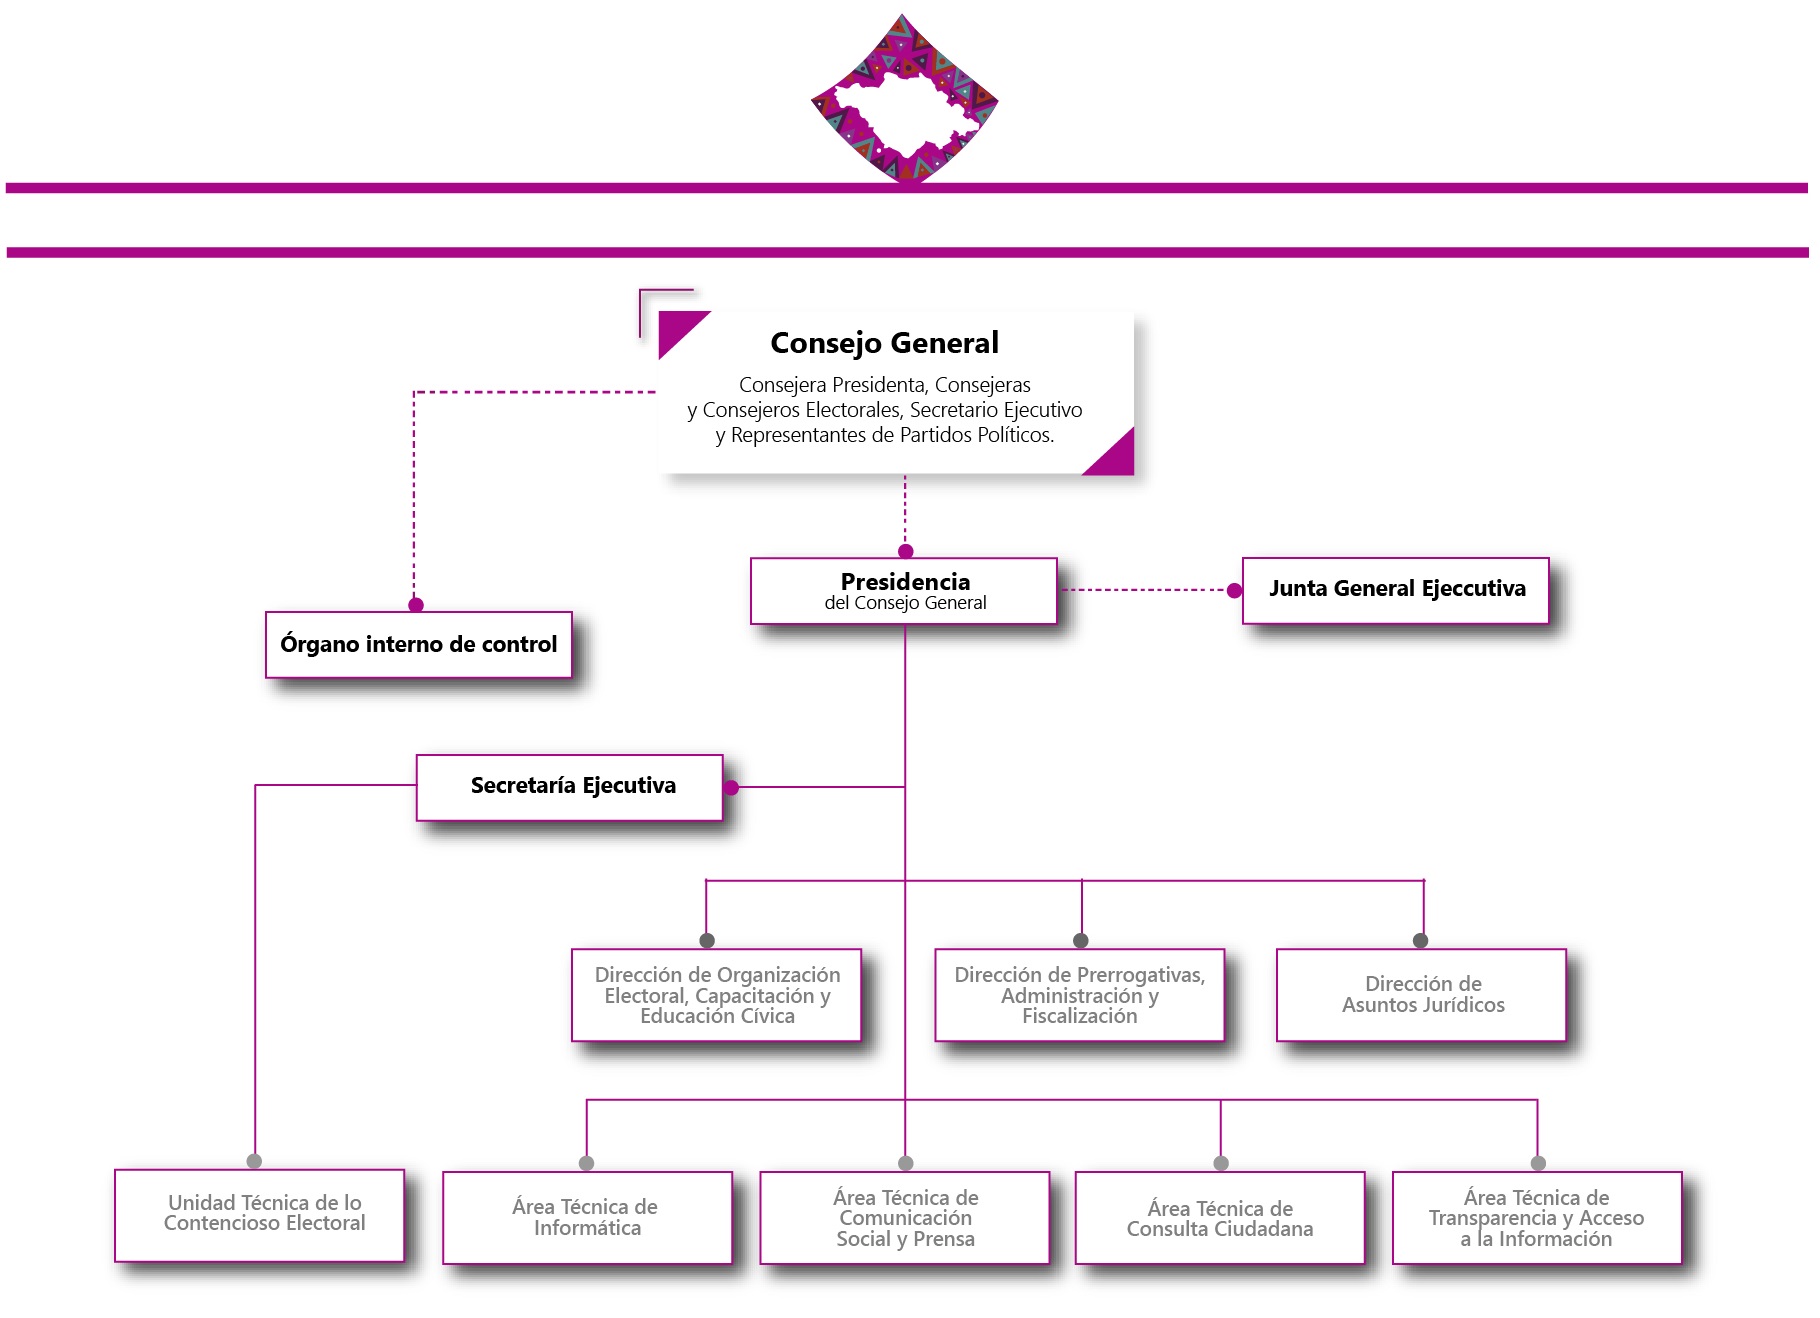 Consejo General
Consejera Presidenta, Consejeras
y Consejeros Electorales, Secretario Ejecutivo
y Representantes de Partidos Políticos.
Presidencia
del Consejo General
Junta General Ejeccutiva
Órgano interno de control
Secretaría Ejecutiva
Dirección de Organización
Electoral, Capacitación y
Educación Cívica
Dirección de Prerrogativas,
Administración y
Fiscalización
Dirección de
Asuntos Jurídicos
Unidad Técnica de lo
Contencioso Electoral
Área Técnica de
Informática
Área Técnica de
Comunicación
Social y Prensa
Área Técnica de
Consulta Ciudadana
Área Técnica de
Transparencia y Acceso
a la Información